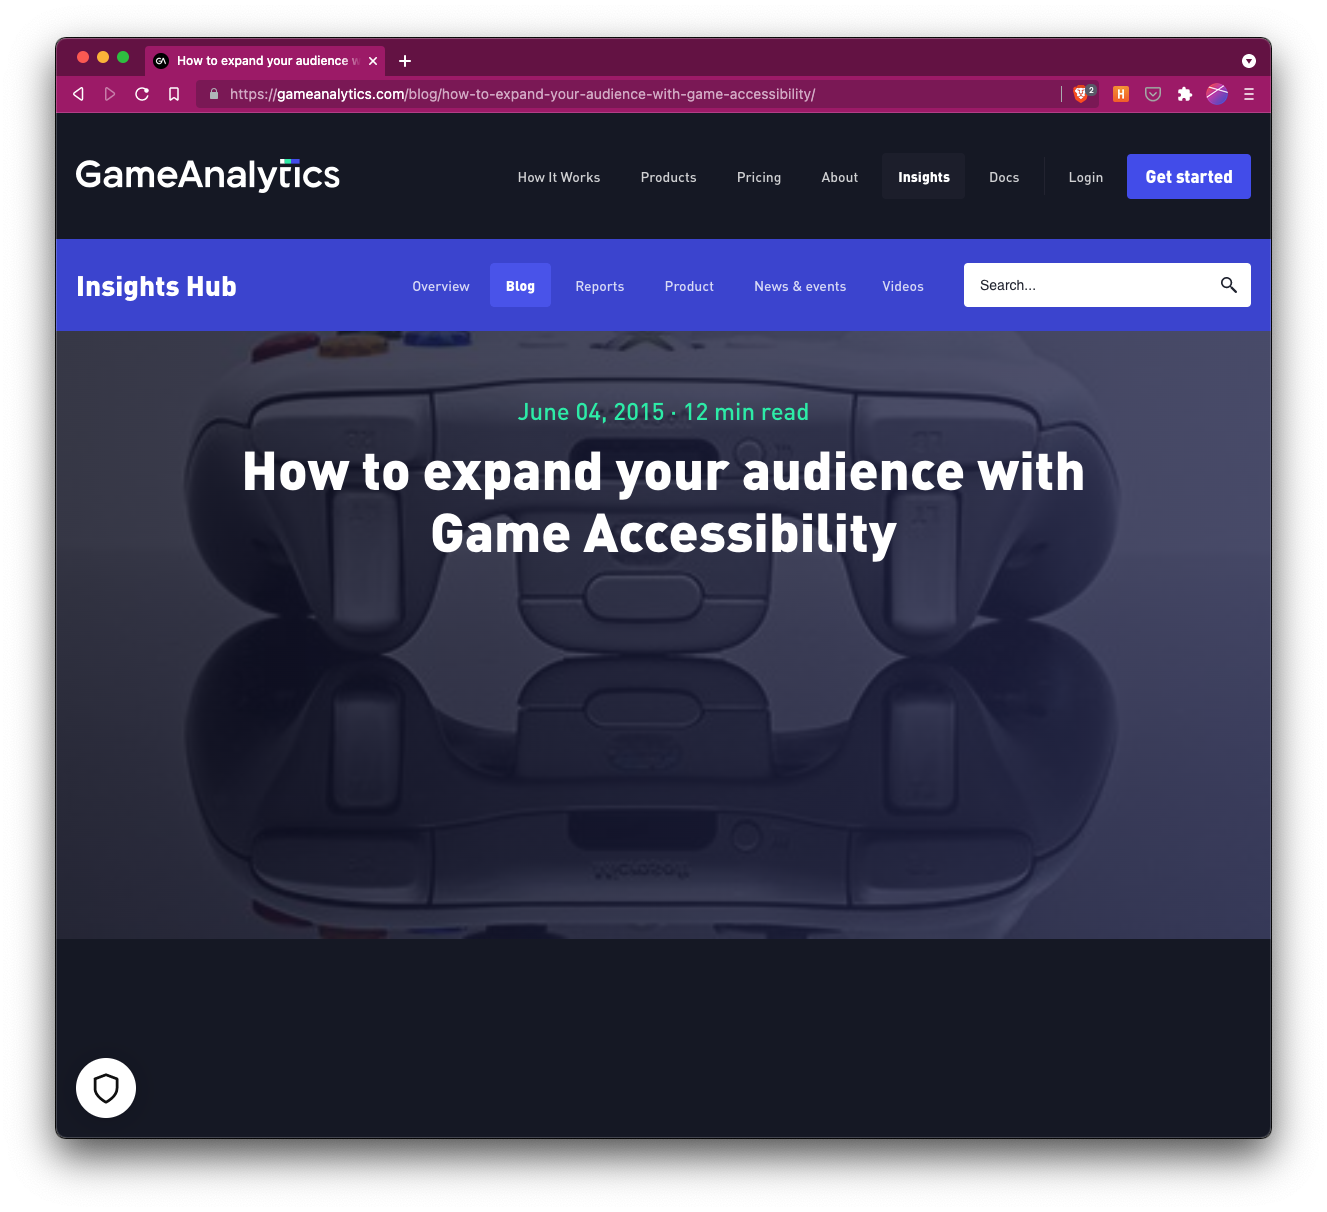 How to expand your audience w
https://gameanalytics.com/blog/how-to-expand-your-audience-with-game-accessibility/
2
H
GameAnalytics
How It Works
Products
Pricing
About
Insights
Docs
Login
Get started
Insights Hub
Overview
Blog
Reports
Product
News & events
Videos
Search...
June 04, 2015 · 12 min read
How to expand your audience with
Game Accessibility
Microsoft